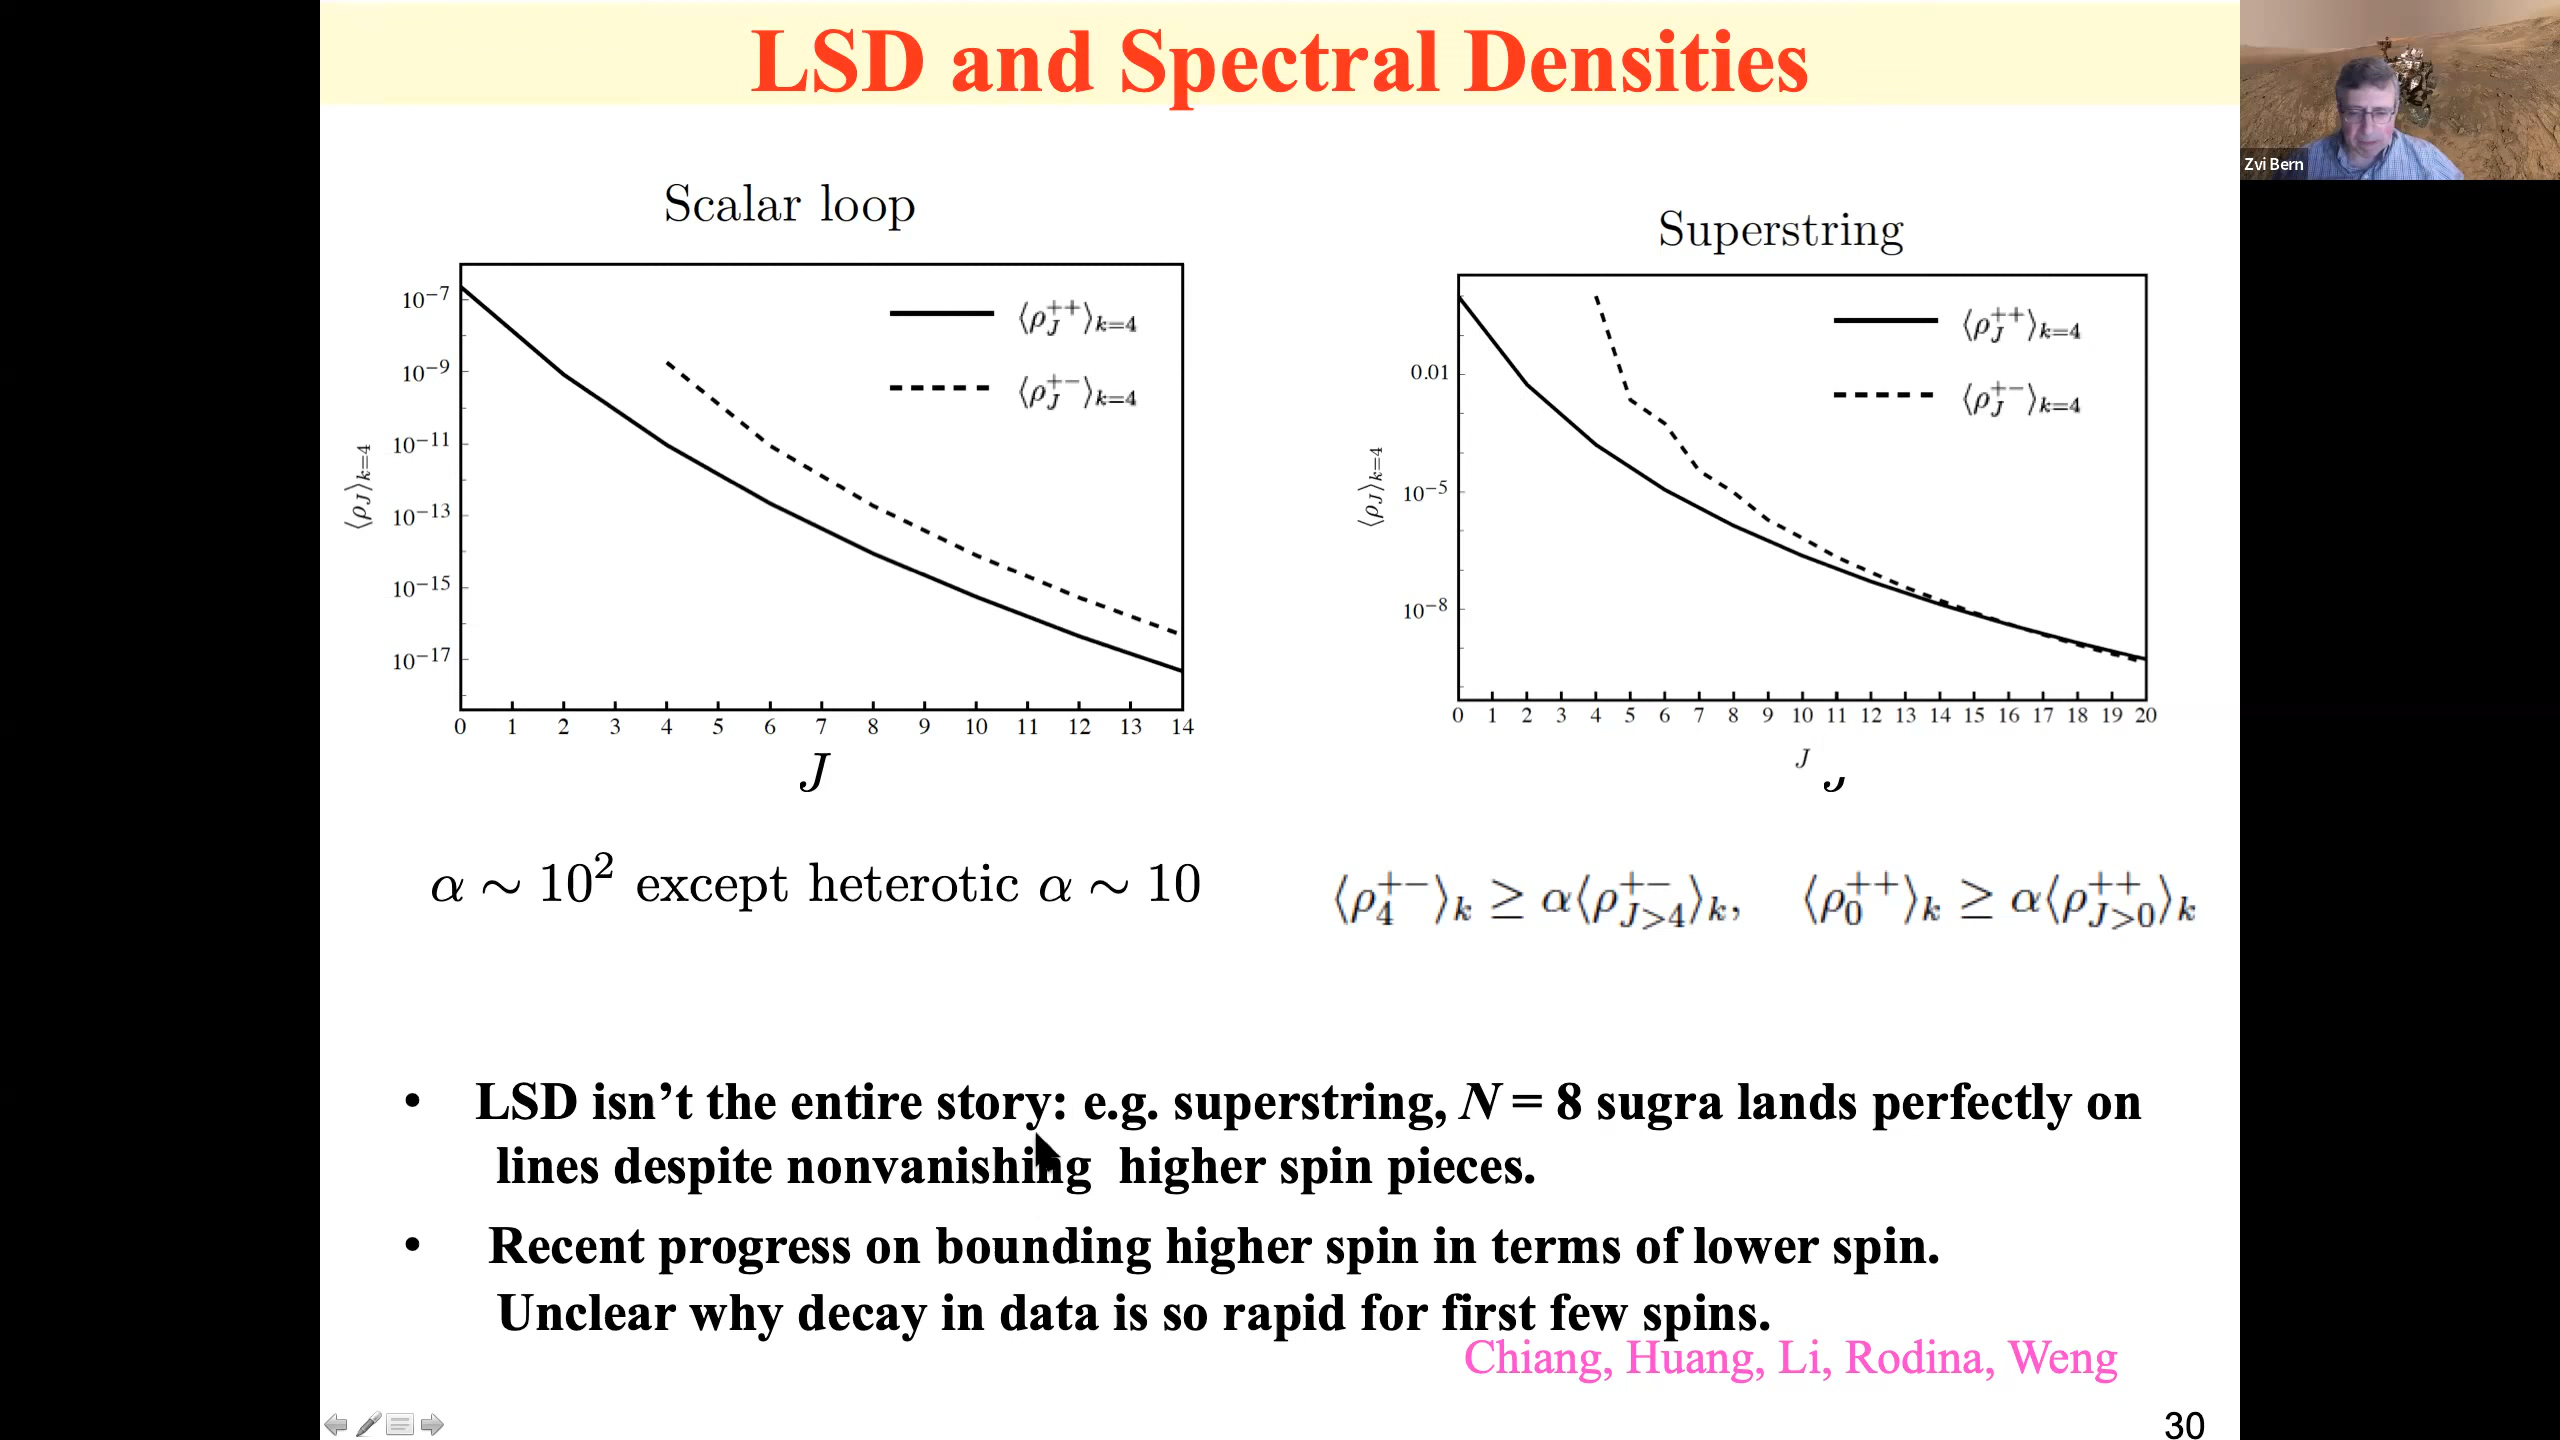 LSD and Spectral Densities
Zvi Bern
Scalar loop
⟨ρ_J^{++}⟩_{k=4}
⟨ρ_J^{+-}⟩_{k=4}
⟨ρ_J⟩_{k=4}
10^{-7}
10^{-9}
10^{-11}
10^{-13}
10^{-15}
10^{-17}
0 1 2 3 4 5 6 7 8 9 10 11 12 13 14
J
Superstring
⟨ρ_J^{++}⟩_{k=4}
⟨ρ_J^{+-}⟩_{k=4}
⟨ρ_J⟩_{k=4}
0.01
10^{-5}
10^{-8}
0 1 2 3 4 5 6 7 8 9 10 11 12 13 14 15 16 17 18 19 20
J
J
α ∼ 10^2 except heterotic α ∼ 10
⟨ρ_4^{+-}⟩_k ≥ α⟨ρ_{J>4}^{+-}⟩_k, ⟨ρ_0^{++}⟩_k ≥ α⟨ρ_{J>0}^{++}⟩_k
• LSD isn’t the entire story: e.g. superstring, N = 8 sugra lands perfectly on
lines despite nonvanishing higher spin pieces.
• Recent progress on bounding higher spin in terms of lower spin.
Unclear why decay in data is so rapid for first few spins.
Chiang, Huang, Li, Rodina, Weng
30